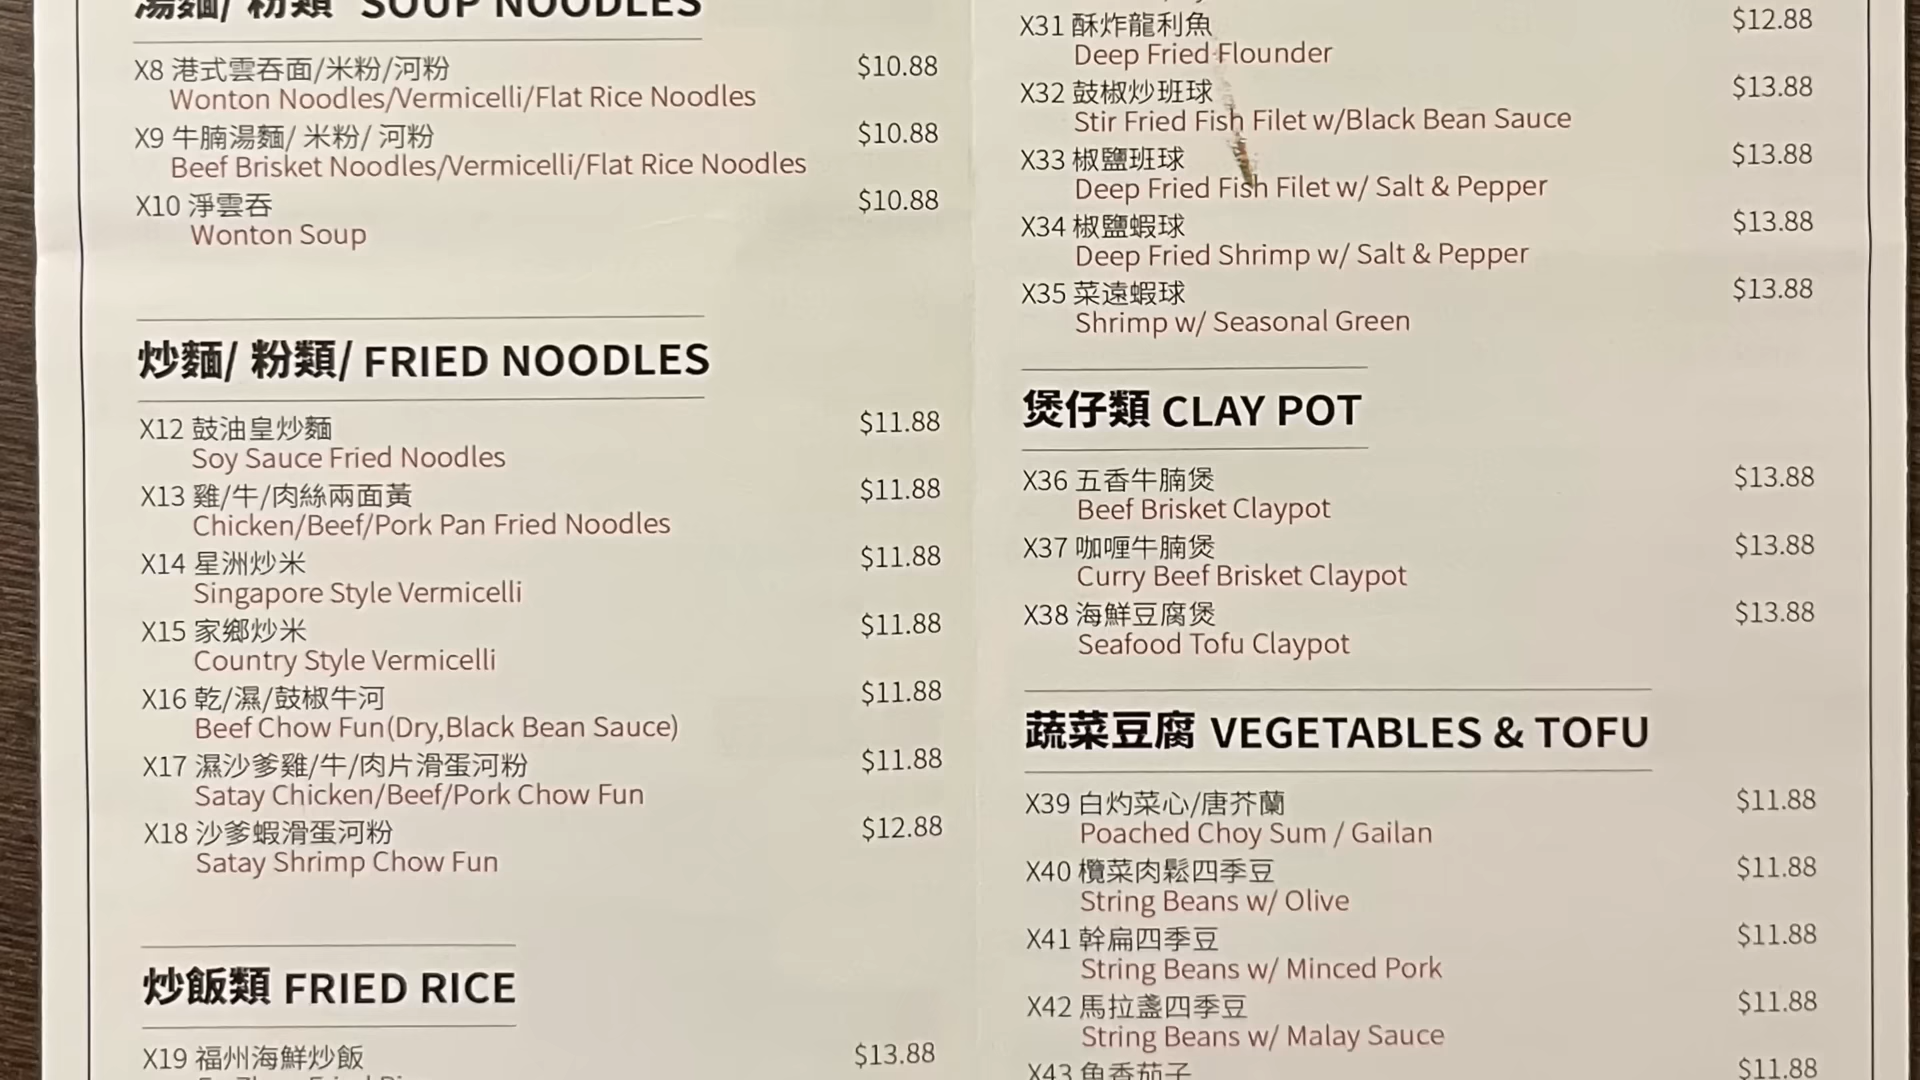 湯麵/ 粉類 SOUP NOODLES
X8 港式雲吞面/米粉/河粉 $10.88
Wonton Noodles/Vermicelli/Flat Rice Noodles
X9 牛腩湯麵/ 米粉/ 河粉 $10.88
Beef Brisket Noodles/Vermicelli/Flat Rice Noodles
X10 淨雲吞 $10.88
Wonton Soup
炒麵/ 粉類/ FRIED NOODLES
X12 鼓油皇炒麵 $11.88
Soy Sauce Fried Noodles
X13 雞/牛/肉絲兩面黃 $11.88
Chicken/Beef/Pork Pan Fried Noodles
X14 星洲炒米 $11.88
Singapore Style Vermicelli
X15 家鄉炒米 $11.88
Country Style Vermicelli
X16 乾/濕/鼓椒牛河 $11.88
Beef Chow Fun(Dry,Black Bean Sauce)
X17 濕沙爹雞/牛/肉片滑蛋河粉 $11.88
Satay Chicken/Beef/Pork Chow Fun
X18 沙爹蝦滑蛋河粉 $12.88
Satay Shrimp Chow Fun
炒飯類 FRIED RICE
X19 福州海鮮炒飯 $13.88
X31 酥炸龍利魚 $12.88
Deep Fried Flounder
X32 鼓椒炒班球 $13.88
Stir Fried Fish Filet w/Black Bean Sauce
X33 椒鹽班球 $13.88
Deep Fried Fish Filet w/ Salt & Pepper
X34 椒鹽蝦球 $13.88
Deep Fried Shrimp w/ Salt & Pepper
X35 菜遠蝦球 $13.88
Shrimp w/ Seasonal Green
煲仔類 CLAY POT
X36 五香牛腩煲 $13.88
Beef Brisket Claypot
X37 咖喱牛腩煲 $13.88
Curry Beef Brisket Claypot
X38 海鮮豆腐煲 $13.88
Seafood Tofu Claypot
蔬菜豆腐 VEGETABLES & TOFU
X39 白灼菜心/唐芥蘭 $11.88
Poached Choy Sum / Gailan
X40 欖菜肉鬆四季豆 $11.88
String Beans w/ Olive
X41 幹扁四季豆 $11.88
String Beans w/ Minced Pork
X42 馬拉盞四季豆 $11.88
String Beans w/ Malay Sauce
X43 魚香茄子 $11.88